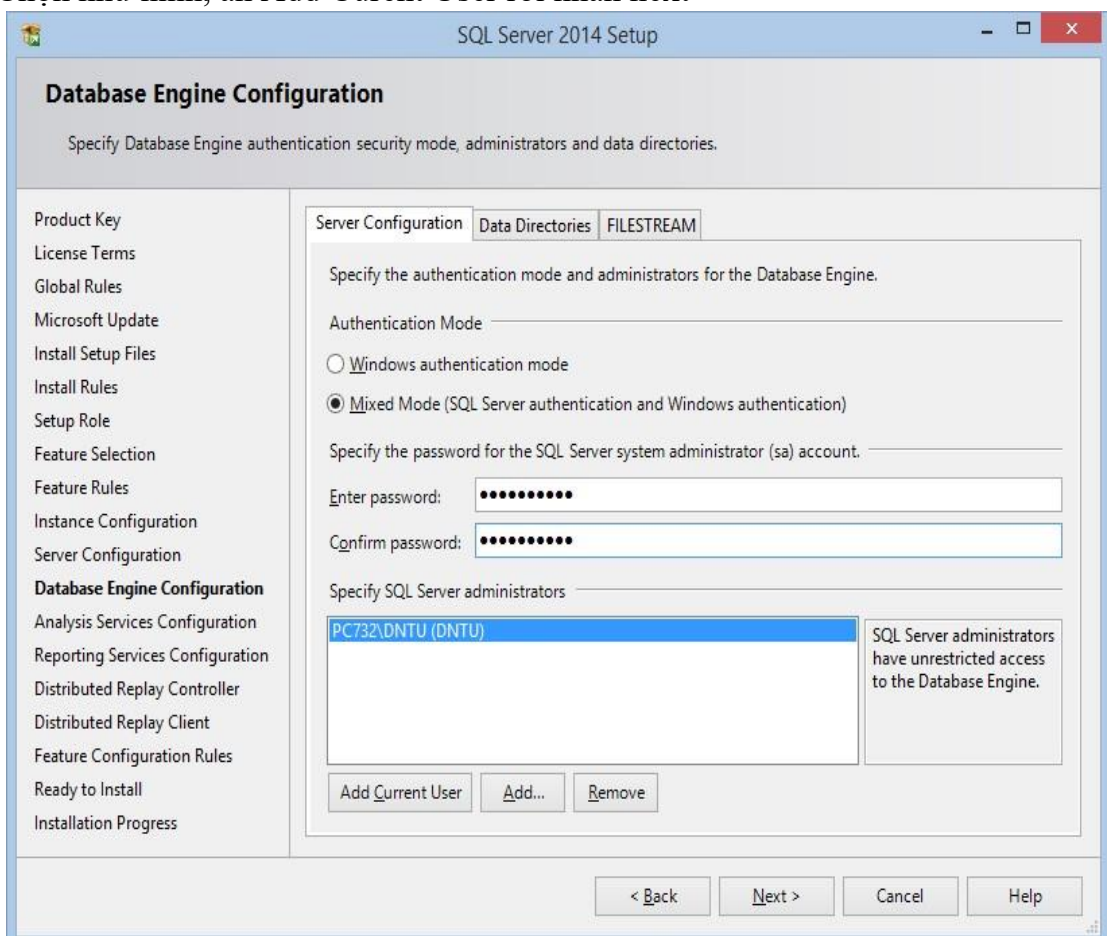 SQL Server 2014 Setup
Database Engine Configuration
Specify Database Engine authentication security mode, administrators and data directories.
Product Key
License Terms
Global Rules
Microsoft Update
Install Setup Files
Install Rules
Setup Role
Feature Selection
Feature Rules
Instance Configuration
Server Configuration
Database Engine Configuration
Analysis Services Configuration
Reporting Services Configuration
Distributed Replay Controller
Distributed Replay Client
Feature Configuration Rules
Ready to Install
Installation Progress
Server Configuration Data Directories FILESTREAM
Specify the authentication mode and administrators for the Database Engine.
Authentication Mode
Windows authentication mode
Mixed Mode (SQL Server authentication and Windows authentication)
Specify the password for the SQL Server system administrator (sa) account.
Enter password: ●●●●●●●●●●
Confirm password: ●●●●●●●●●●
Specify SQL Server administrators
PC732\DNTU (DNTU)
SQL Server administrators
have unrestricted access
to the Database Engine.
Add Current User Add... Remove
< Back Next > Cancel Help